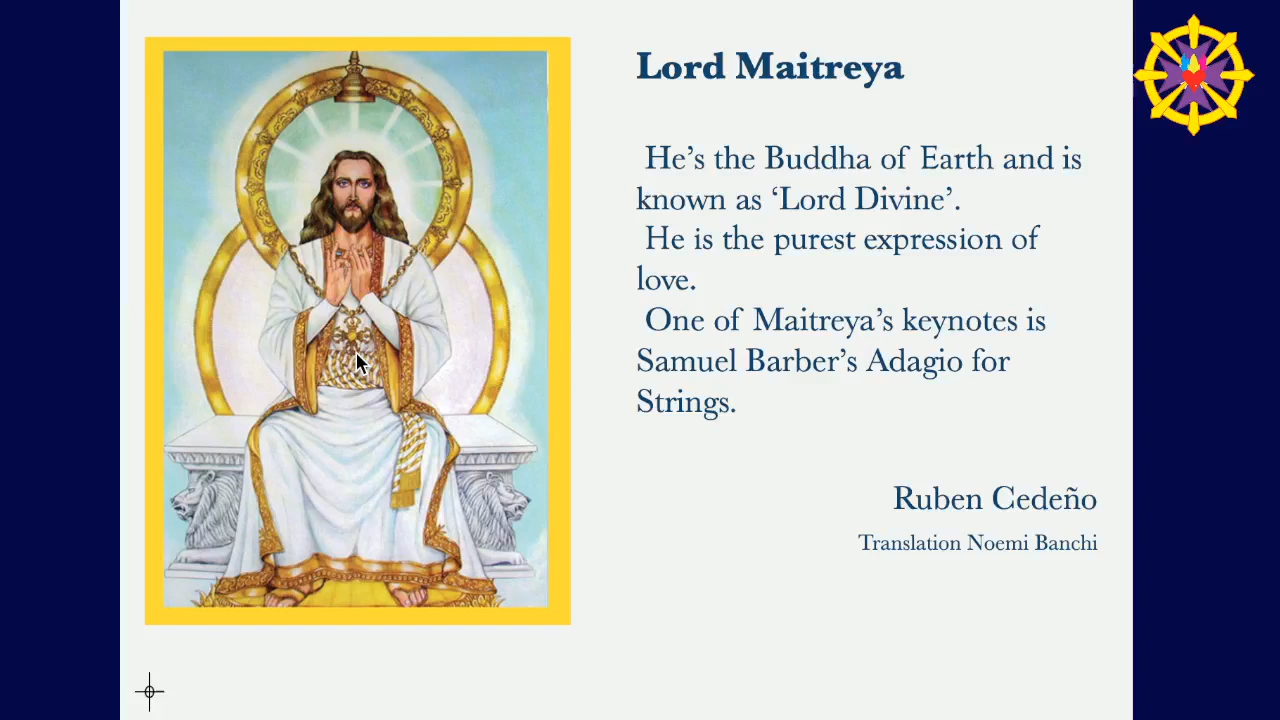 Lord Maitreya
He’s the Buddha of Earth and is
known as ‘Lord Divine’.
He is the purest expression of
love.
One of Maitreya’s keynotes is
Samuel Barber’s Adagio for
Strings.
Ruben Cedeño
Translation Noemi Banchi